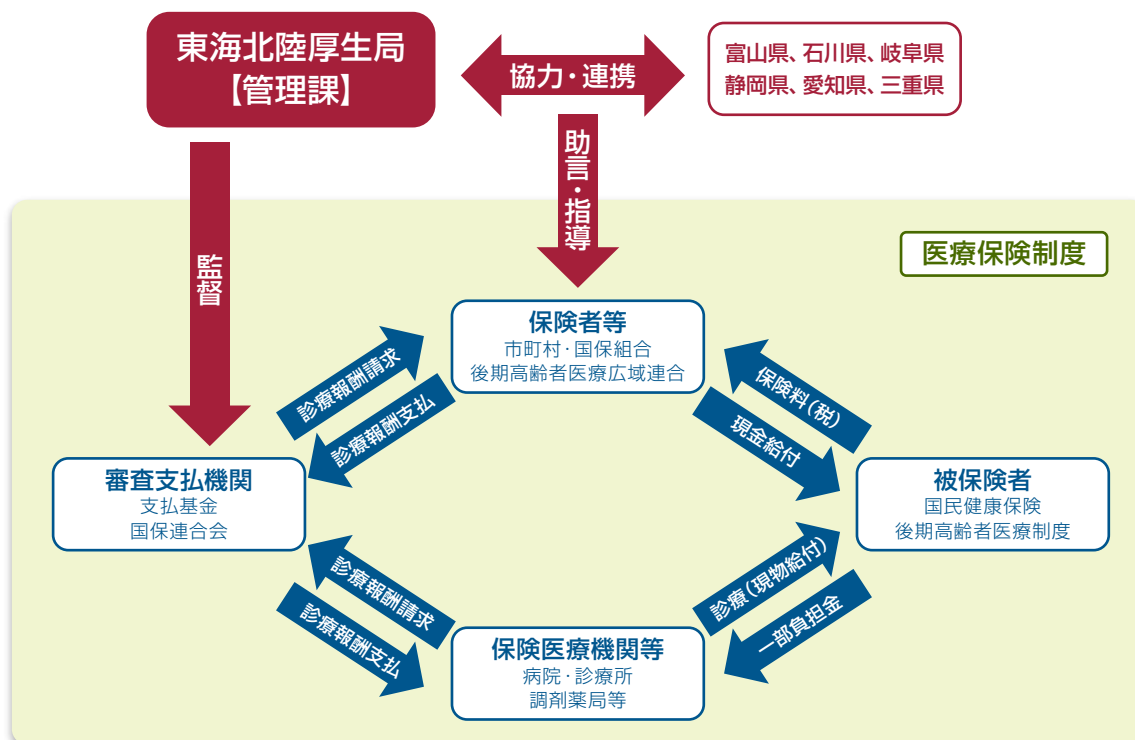 東海北陸厚生局
【管理課】
協力・連携
富山県、石川県、岐阜県
静岡県、愛知県、三重県
助言・指導
監督
医療保険制度
保険者等
市町村・国保組合
後期高齢者医療広域連合
診療報酬請求
診療報酬支払
保険料(税)
現金給付
審査支払機関
支払基金
国保連合会
被保険者
国民健康保険
後期高齢者医療制度
診療報酬請求
診療報酬支払
診療(現物給付)
一部負担金
保険医療機関等
病院・診療所
調剤薬局等